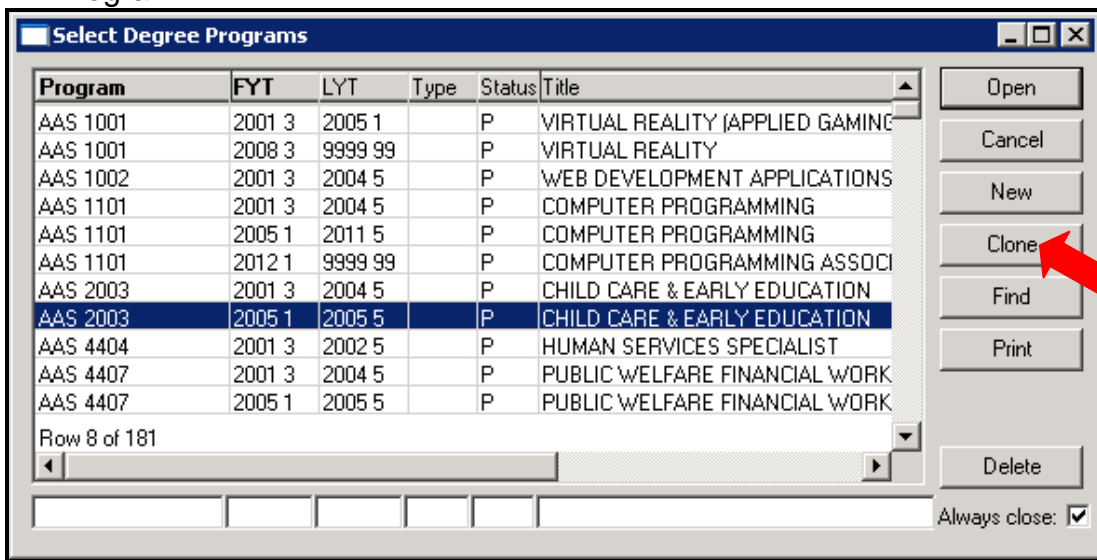 Select Degree Programs
Program FYT LYT Type Status Title
AAS 1001 2001 3 2005 1 P VIRTUAL REALITY (APPLIED GAMING
AAS 1001 2008 3 9999 99 P VIRTUAL REALITY
AAS 1002 2001 3 2004 5 P WEB DEVELOPMENT APPLICATIONS
AAS 1101 2001 3 2004 5 P COMPUTER PROGRAMMING
AAS 1101 2005 1 2011 5 P COMPUTER PROGRAMMING
AAS 1101 2012 1 9999 99 P COMPUTER PROGRAMMING ASSOCI
AAS 2003 2001 3 2004 5 P CHILD CARE & EARLY EDUCATION
AAS 2003 2005 1 2005 5 P CHILD CARE & EARLY EDUCATION
AAS 4404 2001 3 2002 5 P HUMAN SERVICES SPECIALIST
AAS 4407 2001 3 2004 5 P PUBLIC WELFARE FINANCIAL WORK
AAS 4407 2005 1 2005 5 P PUBLIC WELFARE FINANCIAL WORK
Row 8 of 181
Open
Cancel
New
Clone
Find
Print
Delete
Always close: